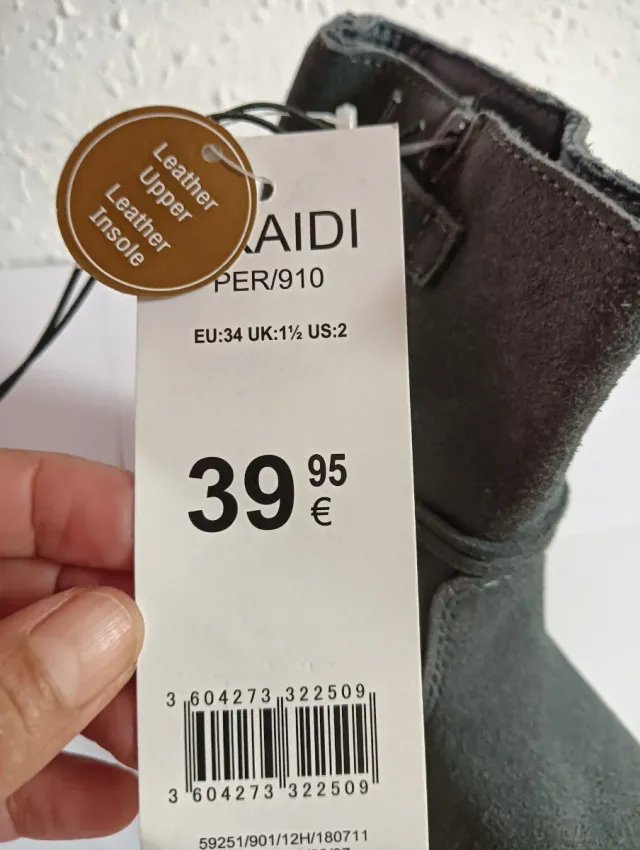 Leather
Upper
Leather
Insole
KAIDI
PER/910
EU:34 UK:1½ US:2
39 95
€
3 604273 322509
3 604273 322509
59251/901/12H/180711